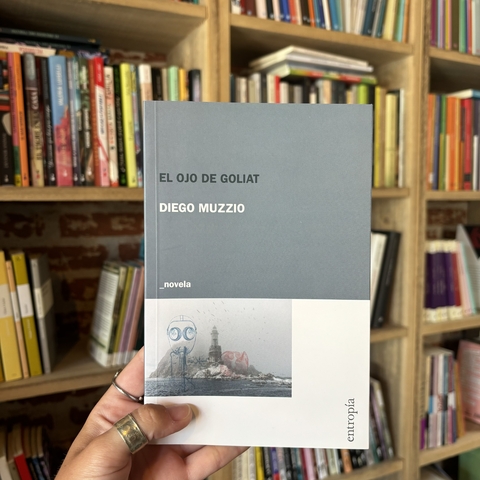 EL OJO DE GOLIAT
DIEGO MUZZIO
_novela
entropía